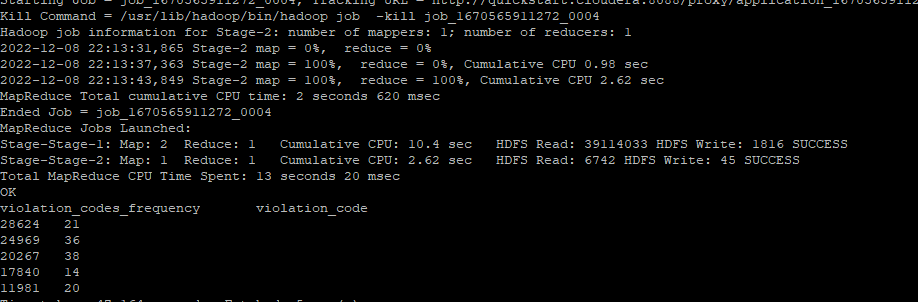 Starting Job = job_1670565911272_0004, Tracking URL = http://quickstart.cloudera:8088/proxy/application_1670565911
Kill Command = /usr/lib/hadoop/bin/hadoop job  -kill job_1670565911272_0004
Hadoop job information for Stage-2: number of mappers: 1; number of reducers: 1
2022-12-08 22:13:31,865 Stage-2 map = 0%,  reduce = 0%
2022-12-08 22:13:37,363 Stage-2 map = 100%,  reduce = 0%, Cumulative CPU 0.98 sec
2022-12-08 22:13:43,849 Stage-2 map = 100%,  reduce = 100%, Cumulative CPU 2.62 sec
MapReduce Total cumulative CPU time: 2 seconds 620 msec
Ended Job = job_1670565911272_0004
MapReduce Jobs Launched:
Stage-Stage-1: Map: 2  Reduce: 1   Cumulative CPU: 10.4 sec   HDFS Read: 39114033 HDFS Write: 1816 SUCCESS
Stage-Stage-2: Map: 1  Reduce: 1   Cumulative CPU: 2.62 sec   HDFS Read: 6742 HDFS Write: 45 SUCCESS
Total MapReduce CPU Time Spent: 13 seconds 20 msec
OK
violation_codes_frequency       violation_code
28624   21
24969   36
20267   38
17840   14
11981   20